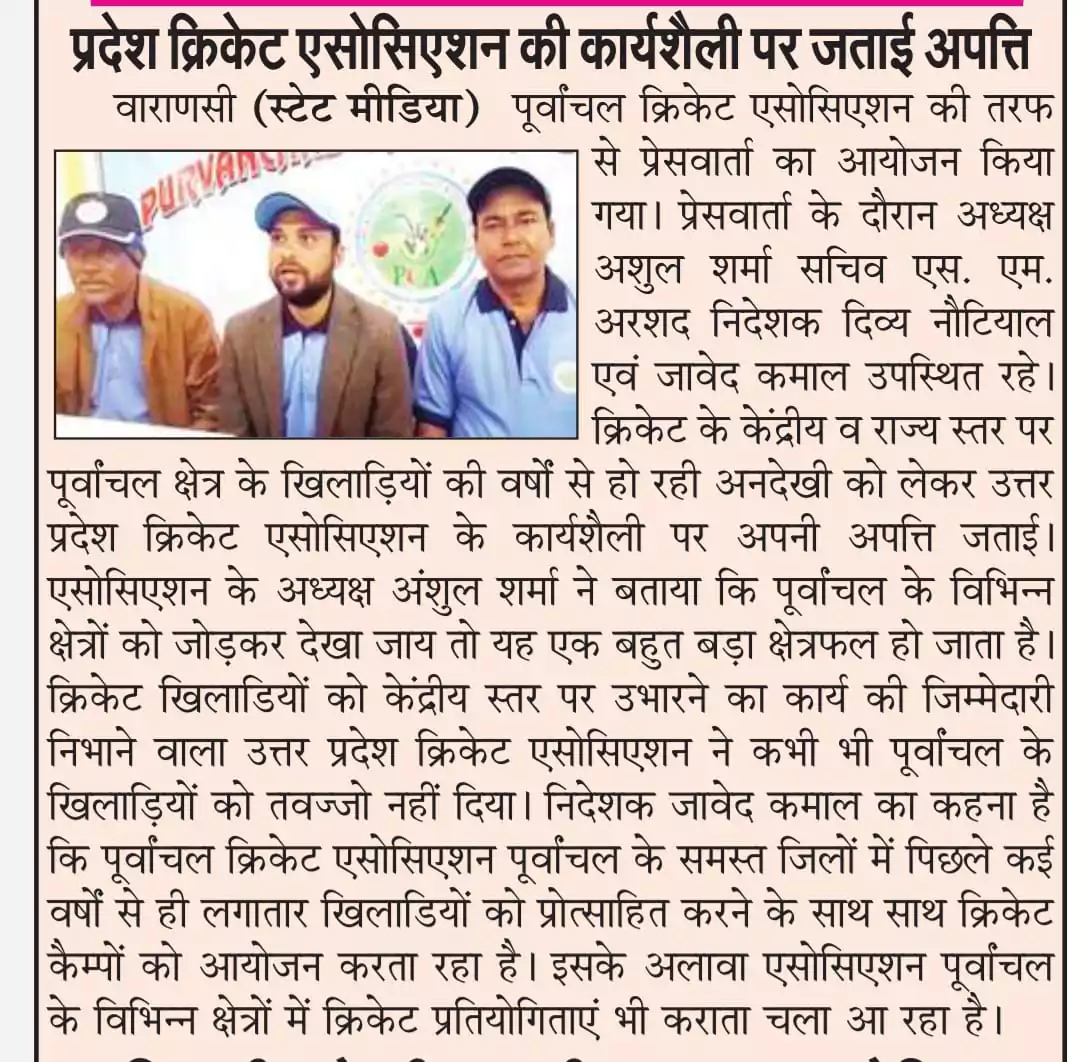 प्रदेश क्रिकेट एसोसिएशन की कार्यशैली पर जताई अपत्ति
वाराणसी (स्टेट मीडिया) पूर्वांचल क्रिकेट एसोसिएशन की तरफ
से प्रेसवार्ता का आयोजन किया
गया। प्रेसवार्ता के दौरान अध्यक्ष
अशुल शर्मा सचिव एस. एम.
अरशद निदेशक दिव्य नौटियाल
एवं जावेद कमाल उपस्थित रहे।
क्रिकेट के केंद्रीय व राज्य स्तर पर
PURVANCHAL
PCA
पूर्वांचल क्षेत्र के खिलाड़ियों की वर्षों से हो रही अनदेखी को लेकर उत्तर
प्रदेश क्रिकेट एसोसिएशन के कार्यशैली पर अपनी अपत्ति जताई।
एसोसिएशन के अध्यक्ष अंशुल शर्मा ने बताया कि पूर्वांचल के विभिन्न
क्षेत्रों को जोड़कर देखा जाय तो यह एक बहुत बड़ा क्षेत्रफल हो जाता है।
क्रिकेट खिलाडियों को केंद्रीय स्तर पर उभारने का कार्य की जिम्मेदारी
निभाने वाला उत्तर प्रदेश क्रिकेट एसोसिएशन ने कभी भी पूर्वांचल के
खिलाड़ियों को तवज्जो नहीं दिया। निदेशक जावेद कमाल का कहना है
कि पूर्वांचल क्रिकेट एसोसिएशन पूर्वांचल के समस्त जिलों में पिछले कई
वर्षों से ही लगातार खिलाडियों को प्रोत्साहित करने के साथ साथ क्रिकेट
कैम्पों को आयोजन करता रहा है। इसके अलावा एसोसिएशन पूर्वांचल
के विभिन्न क्षेत्रों में क्रिकेट प्रतियोगिताएं भी कराता चला आ रहा है।